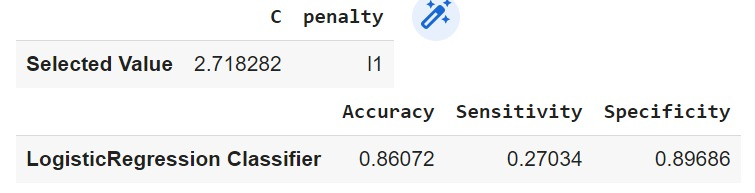 C penalty
Selected Value 2.718282 l1
Accuracy Sensitivity Specificity
LogisticRegression Classifier 0.86072 0.27034 0.89686